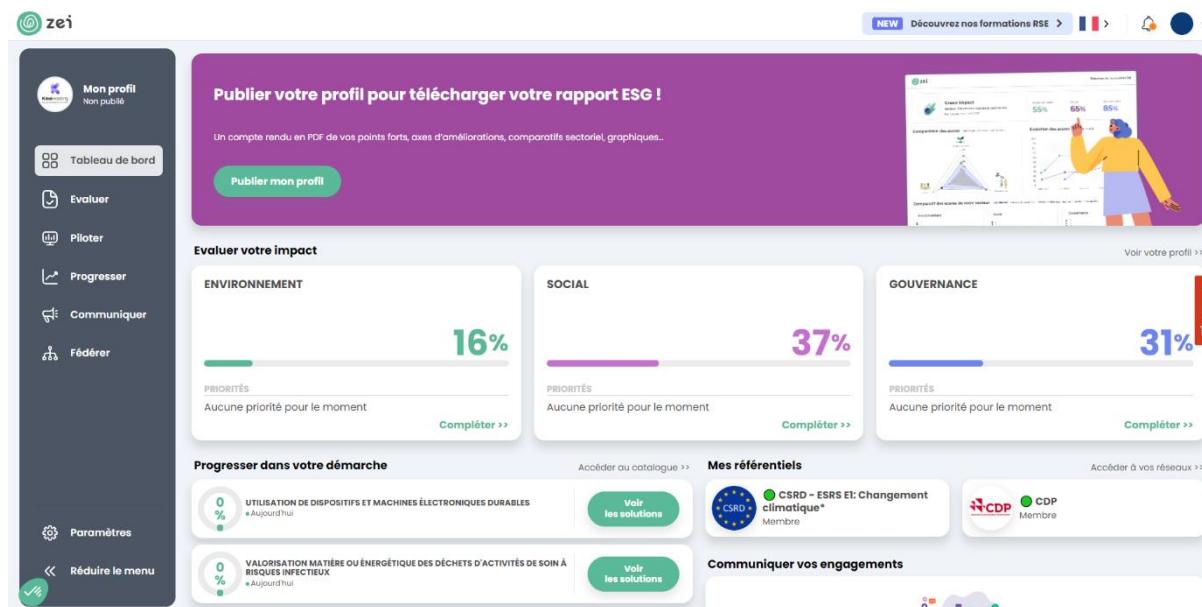 zei
NEW Découvrez nos formations RSE >
Mon profil
Non publié
Tableau de bord
Evaluer
Piloter
Progresser
Communiquer
Fédérer
Paramètres
Réduire le menu
Publier votre profil pour télécharger votre rapport ESG !
Un compte rendu en PDF de vos points forts, axes d'améliorations, comparatifs sectoriel, graphiques..
Publier mon profil
zei
Green Impact
55% 65% 85%
Evaluer votre impact
Voir votre profil >>
ENVIRONNEMENT
16%
PRIORITÉS
Aucune priorité pour le moment
Compléter >>
SOCIAL
37%
PRIORITÉS
Aucune priorité pour le moment
Compléter >>
GOUVERNANCE
31%
PRIORITÉS
Aucune priorité pour le moment
Compléter >>
Progresser dans votre démarche
Accéder au catalogue >>
0
%
UTILISATION DE DISPOSITIFS ET MACHINES ÉLECTRONIQUES DURABLES
Aujourd'hui
Voir
les solutions
0
%
VALORISATION MATIÈRE OU ÉNERGÉTIQUE DES DÉCHETS D'ACTIVITÉS DE SOIN À
RISQUES INFECTIEUX
Aujourd'hui
Voir
les solutions
Mes référentiels
Accéder à vos réseaux >>
CSRD
CSRD - ESRS E1: Changement
climatique*
Membre
CDP
CDP
Membre
Communiquer vos engagements